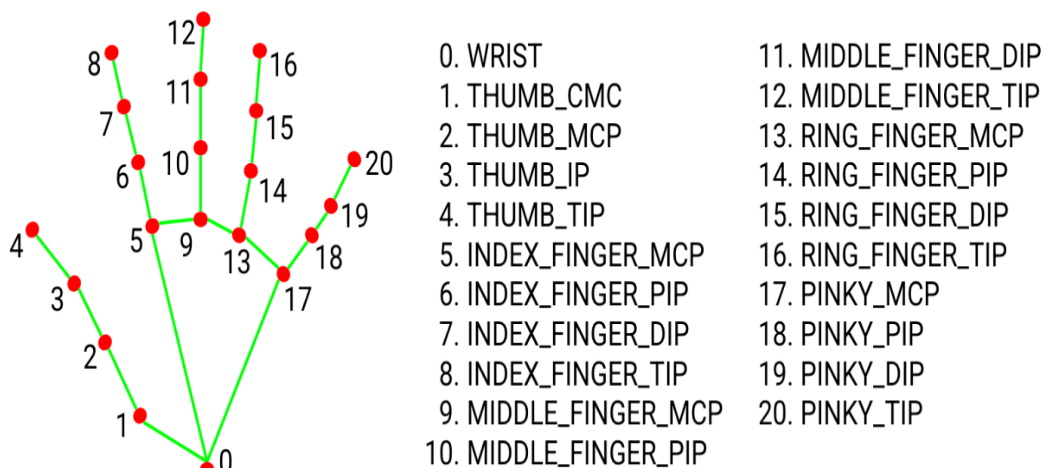 12
8
16
11
7
15
10
6
14
20
19
4
5
9
13
18
3
17
2
1
0
0. WRIST
1. THUMB_CMC
2. THUMB_MCP
3. THUMB_IP
4. THUMB_TIP
5. INDEX_FINGER_MCP
6. INDEX_FINGER_PIP
7. INDEX_FINGER_DIP
8. INDEX_FINGER_TIP
9. MIDDLE_FINGER_MCP
10. MIDDLE_FINGER_PIP
11. MIDDLE_FINGER_DIP
12. MIDDLE_FINGER_TIP
13. RING_FINGER_MCP
14. RING_FINGER_PIP
15. RING_FINGER_DIP
16. RING_FINGER_TIP
17. PINKY_MCP
18. PINKY_PIP
19. PINKY_DIP
20. PINKY_TIP